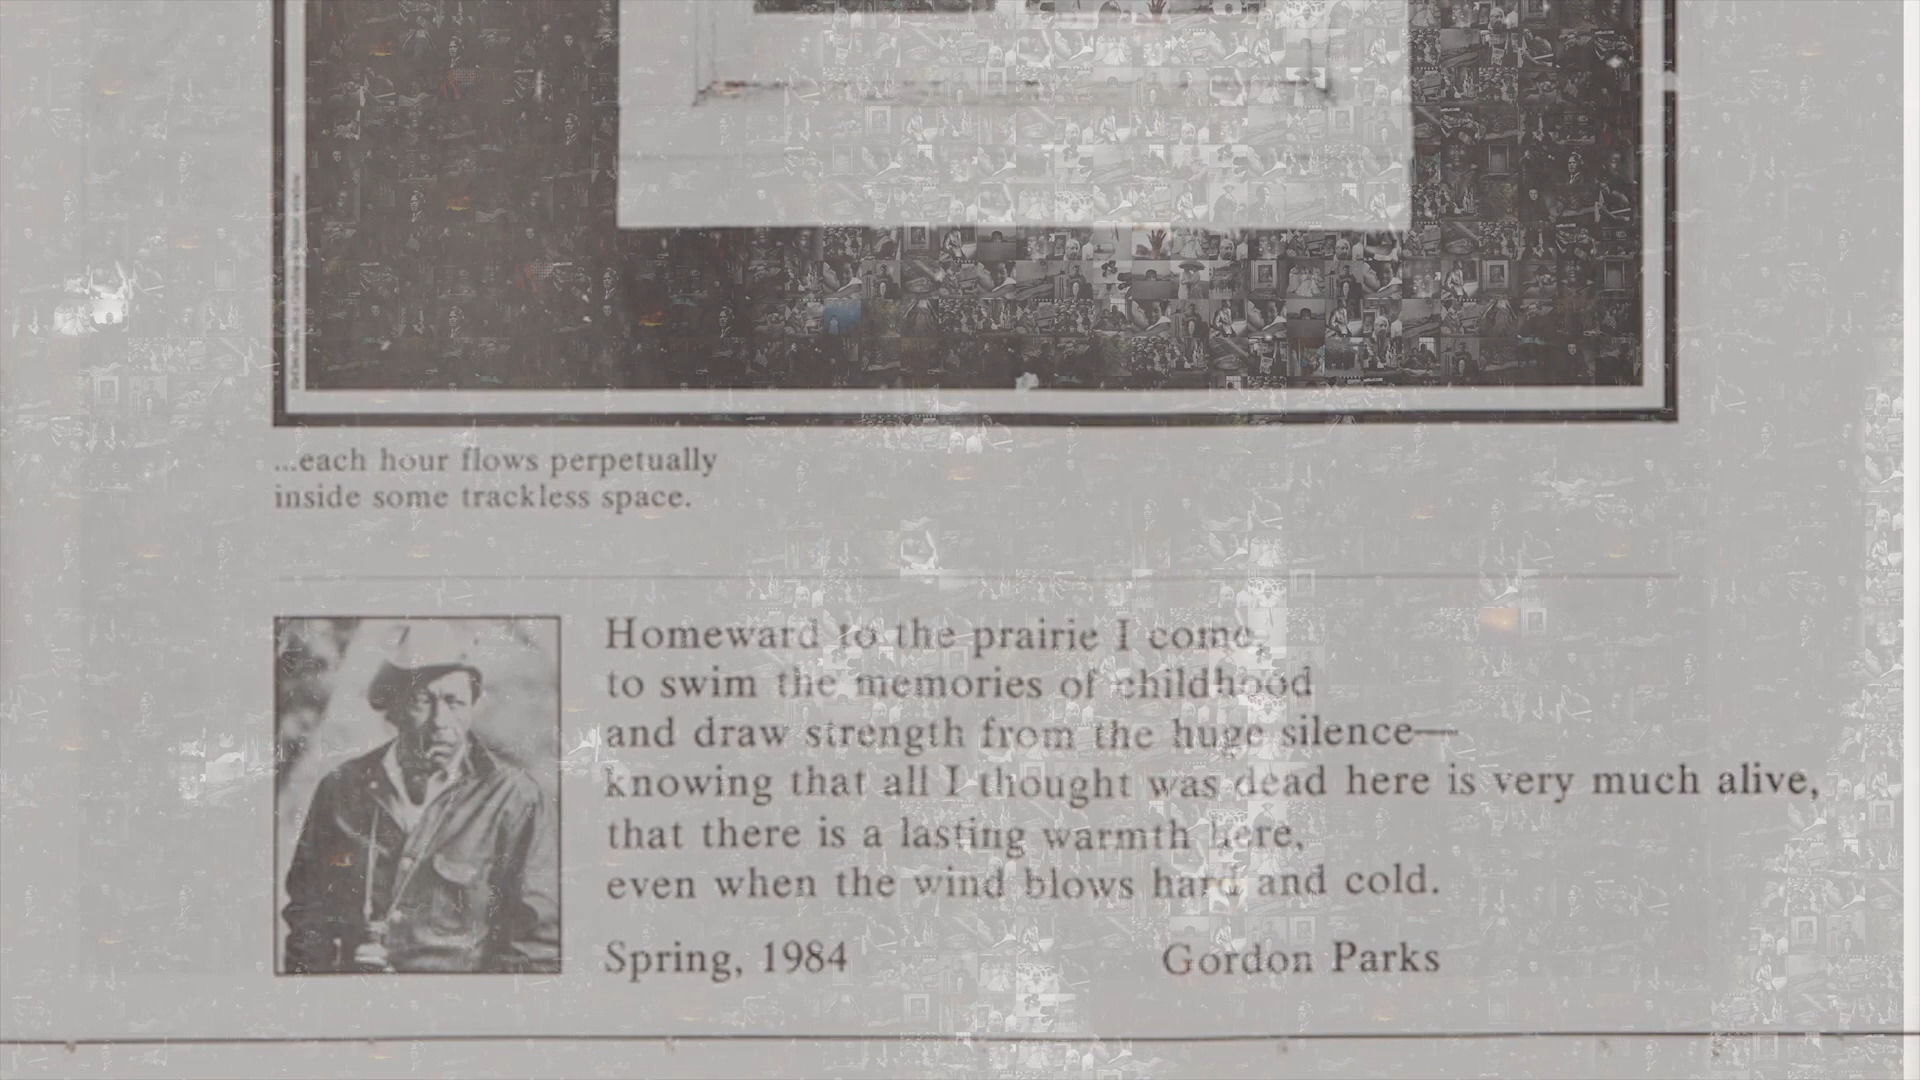 ...each hour flows perpetually
inside some trackless space.
Homeward to the prairie I come,
to swim the memories of childhood
and draw strength from the huge silence—
knowing that all I thought was dead here is very much alive,
that there is a lasting warmth here,
even when the wind blows hard and cold.
Spring, 1984
Gordon Parks